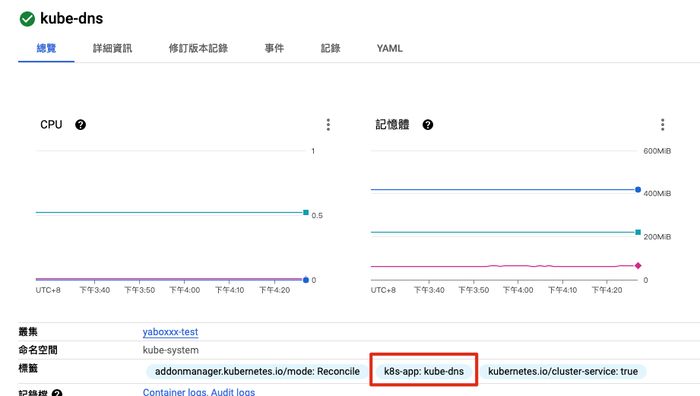 kube-dns
總覽 詳細資訊 修訂版本記錄 事件 記錄 YAML
CPU
1
0.5
0
UTC+8 下午3:40 下午3:50 下午4:00 下午4:10 下午4:20
記憶體
600MiB
400MiB
200MiB
0
UTC+8 下午3:40 下午3:50 下午4:00 下午4:10 下午4:20
叢集 yaboxxx-test
命名空間 kube-system
標籤 addonmanager.kubernetes.io/mode: Reconcile k8s-app: kube-dns kubernetes.io/cluster-service: true
記錄檔 Container logs, Audit logs